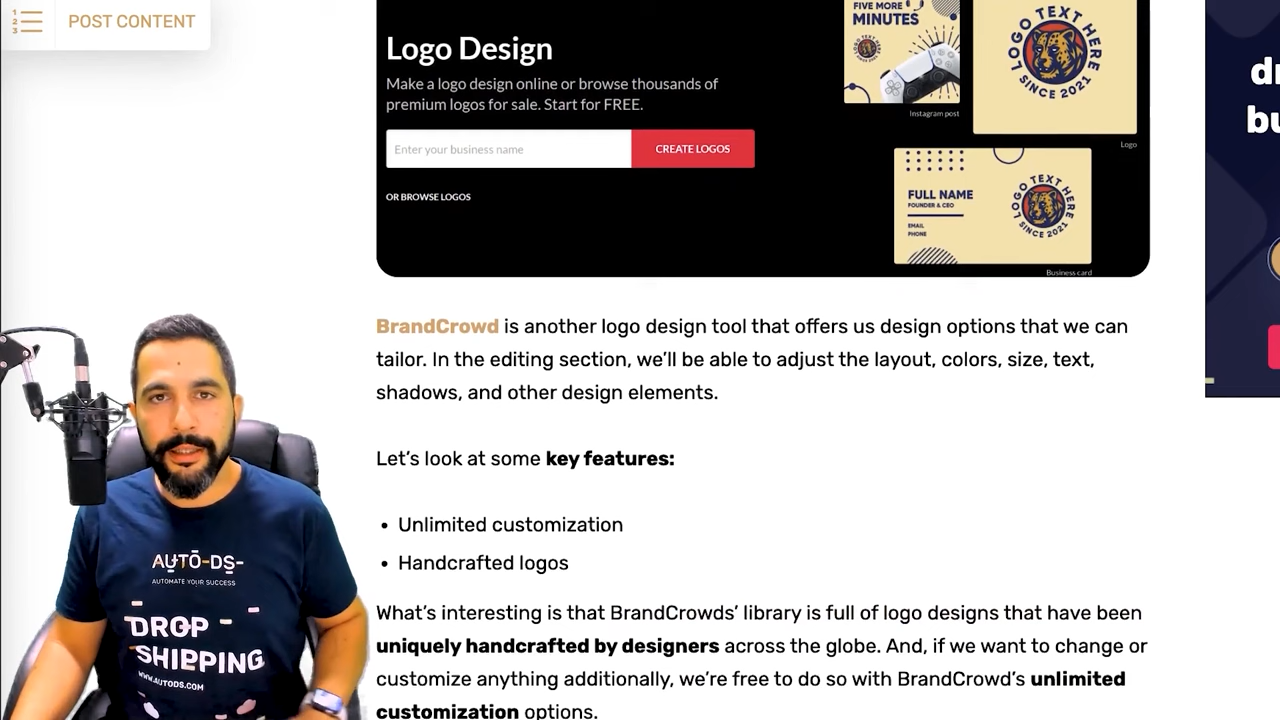 1
2
3
POST CONTENT
FIVE MORE
MINUTES
Instagram post
LOGO TEXT HERE
SINCE 2021
Logo
Logo Design
Make a logo design online or browse thousands of
premium logos for sale. Start for FREE.
Enter your business name
CREATE LOGOS
OR BROWSE LOGOS
FULL NAME
FOUNDER & CEO
EMAIL
PHONE
LOGO TEXT HERE
SINCE 2021
Business card
BrandCrowd is another logo design tool that offers us design options that we can
tailor. In the editing section, we’ll be able to adjust the layout, colors, size, text,
shadows, and other design elements.
Let’s look at some key features:
• Unlimited customization
• Handcrafted logos
What’s interesting is that BrandCrowds’ library is full of logo designs that have been
uniquely handcrafted by designers across the globe. And, if we want to change or
customize anything additionally, we’re free to do so with BrandCrowd’s unlimited
customization options.
AUTO-DS-
AUTOMATE YOUR SUCCESS
DROP
SHIPPING
WWW.AUTODS.COM